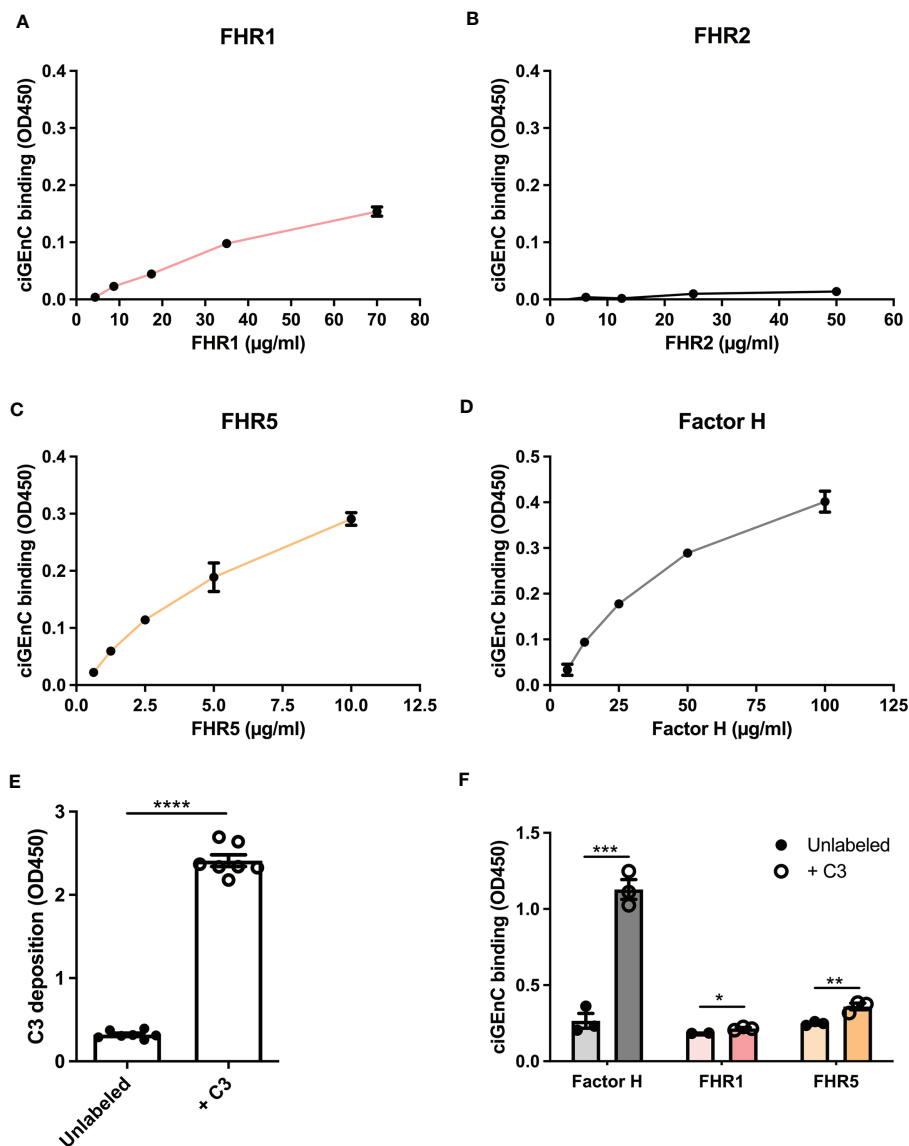 A
FHR1
ciGEnC binding (OD450)
0.4
0.3
0.2
0.1
0.0
0 10 20 30 40 50 60 70 80
FHR1 (µg/ml)
B
FHR2
ciGEnC binding (OD450)
0.4
0.3
0.2
0.1
0.0
0 10 20 30 40 50 60
FHR2 (µg/ml)
C
FHR5
ciGEnC binding (OD450)
0.4
0.3
0.2
0.1
0.0
0.0 2.5 5.0 7.5 10.0 12.5
FHR5 (µg/ml)
D
Factor H
ciGEnC binding (OD450)
0.5
0.4
0.3
0.2
0.1
0.0
0 25 50 75 100 125
Factor H (µg/ml)
E
C3 deposition (OD450)
3
2
1
0
****
Unlabeled
+ C3
F
ciGEnC binding (OD450)
1.5
1.0
0.5
0.0
*** 
*
**
Unlabeled
+ C3
Factor H FHR1 FHR5